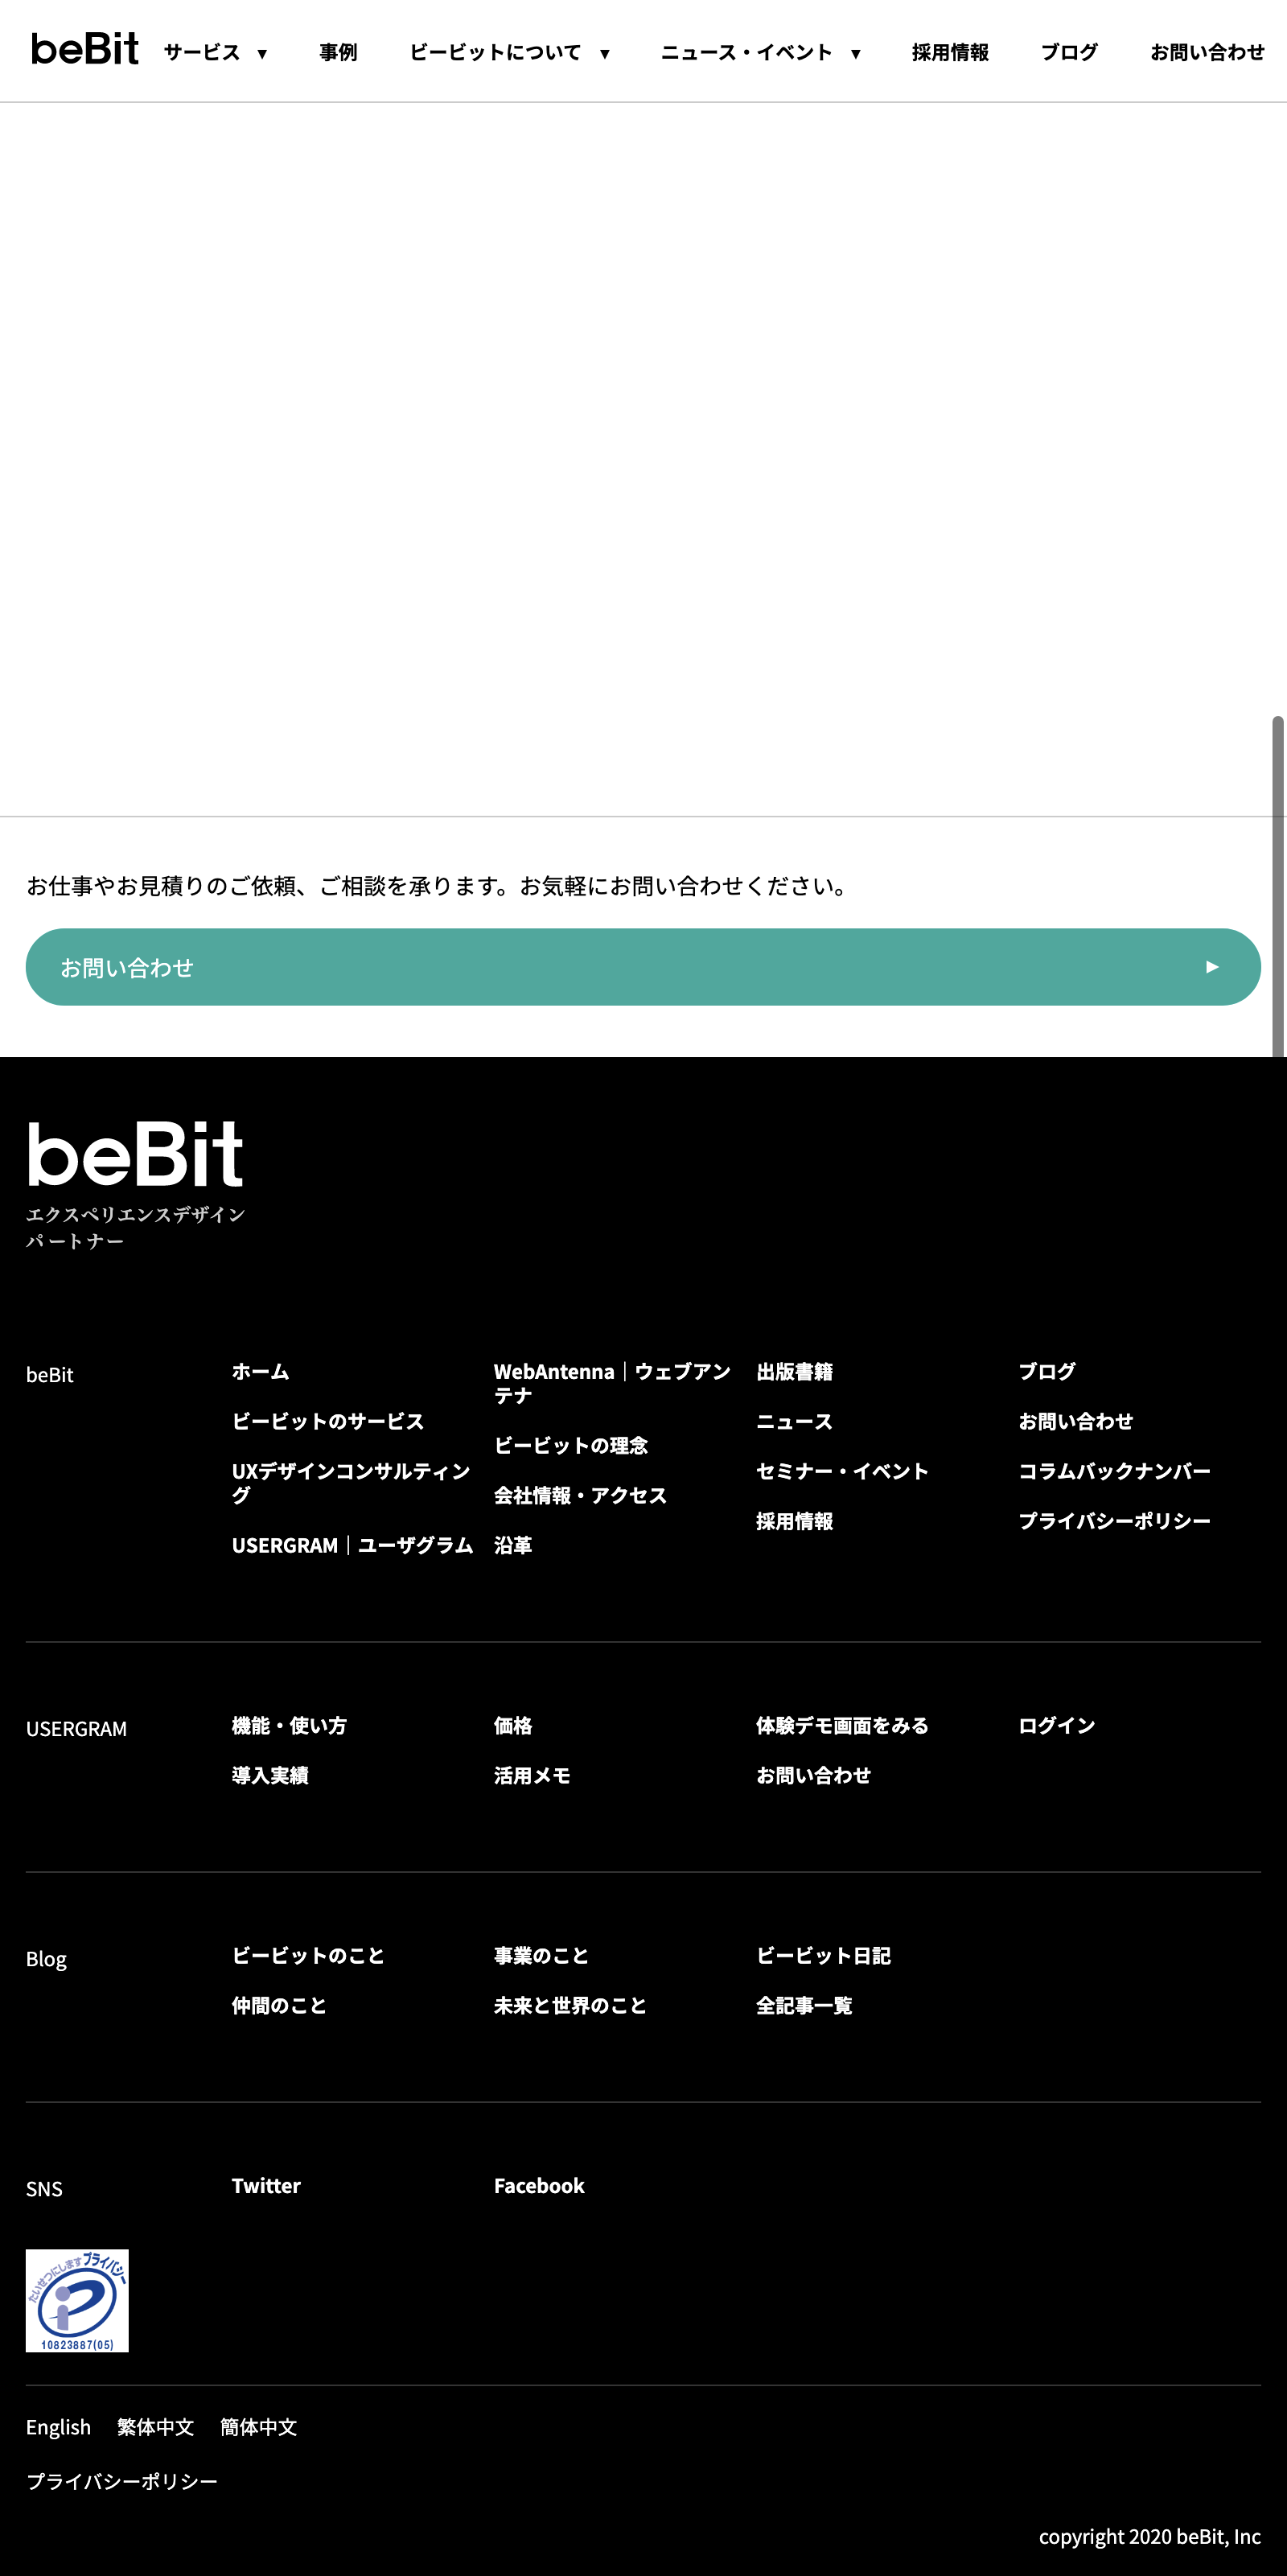 beBit サービス ▼ 事例 ビービットについて ▼ ニュース・イベント ▼ 採用情報 ブログ お問い合わせ
お仕事やお見積りのご依頼、ご相談を承ります。お気軽にお問い合わせください。
お問い合わせ ▶
beBit
エクスペリエンスデザイン
パートナー
beBit
ホーム
ビービットのサービス
UXデザインコンサルティン
グ
USERGRAM｜ユーザグラム
WebAntenna｜ウェブアン
テナ
ビービットの理念
会社情報・アクセス
沿革
出版書籍
ニュース
セミナー・イベント
採用情報
ブログ
お問い合わせ
コラムバックナンバー
プライバシーポリシー
USERGRAM
機能・使い方
導入実績
価格
活用メモ
体験デモ画面をみる
お問い合わせ
ログイン
Blog
ビービットのこと
仲間のこと
事業のこと
未来と世界のこと
ビービット日記
全記事一覧
SNS
Twitter
Facebook
たいせつにします プライバシー
10823887(05)
English 繁体中文 簡体中文
プライバシーポリシー
copyright 2020 beBit, Inc